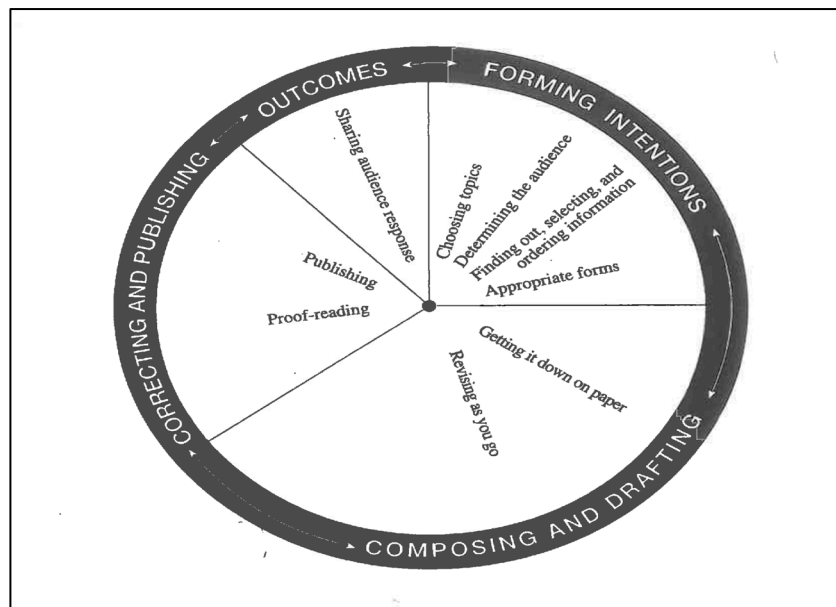 OUTCOMES
FORMING INTENTIONS
CORRECTING AND PUBLISHING
COMPOSING AND DRAFTING
Sharing audience response
Choosing topics
Determining the audience
Finding out, selecting, and
ordering information
Appropriate forms
Publishing
Proof-reading
Getting it down on paper
Revising as you go